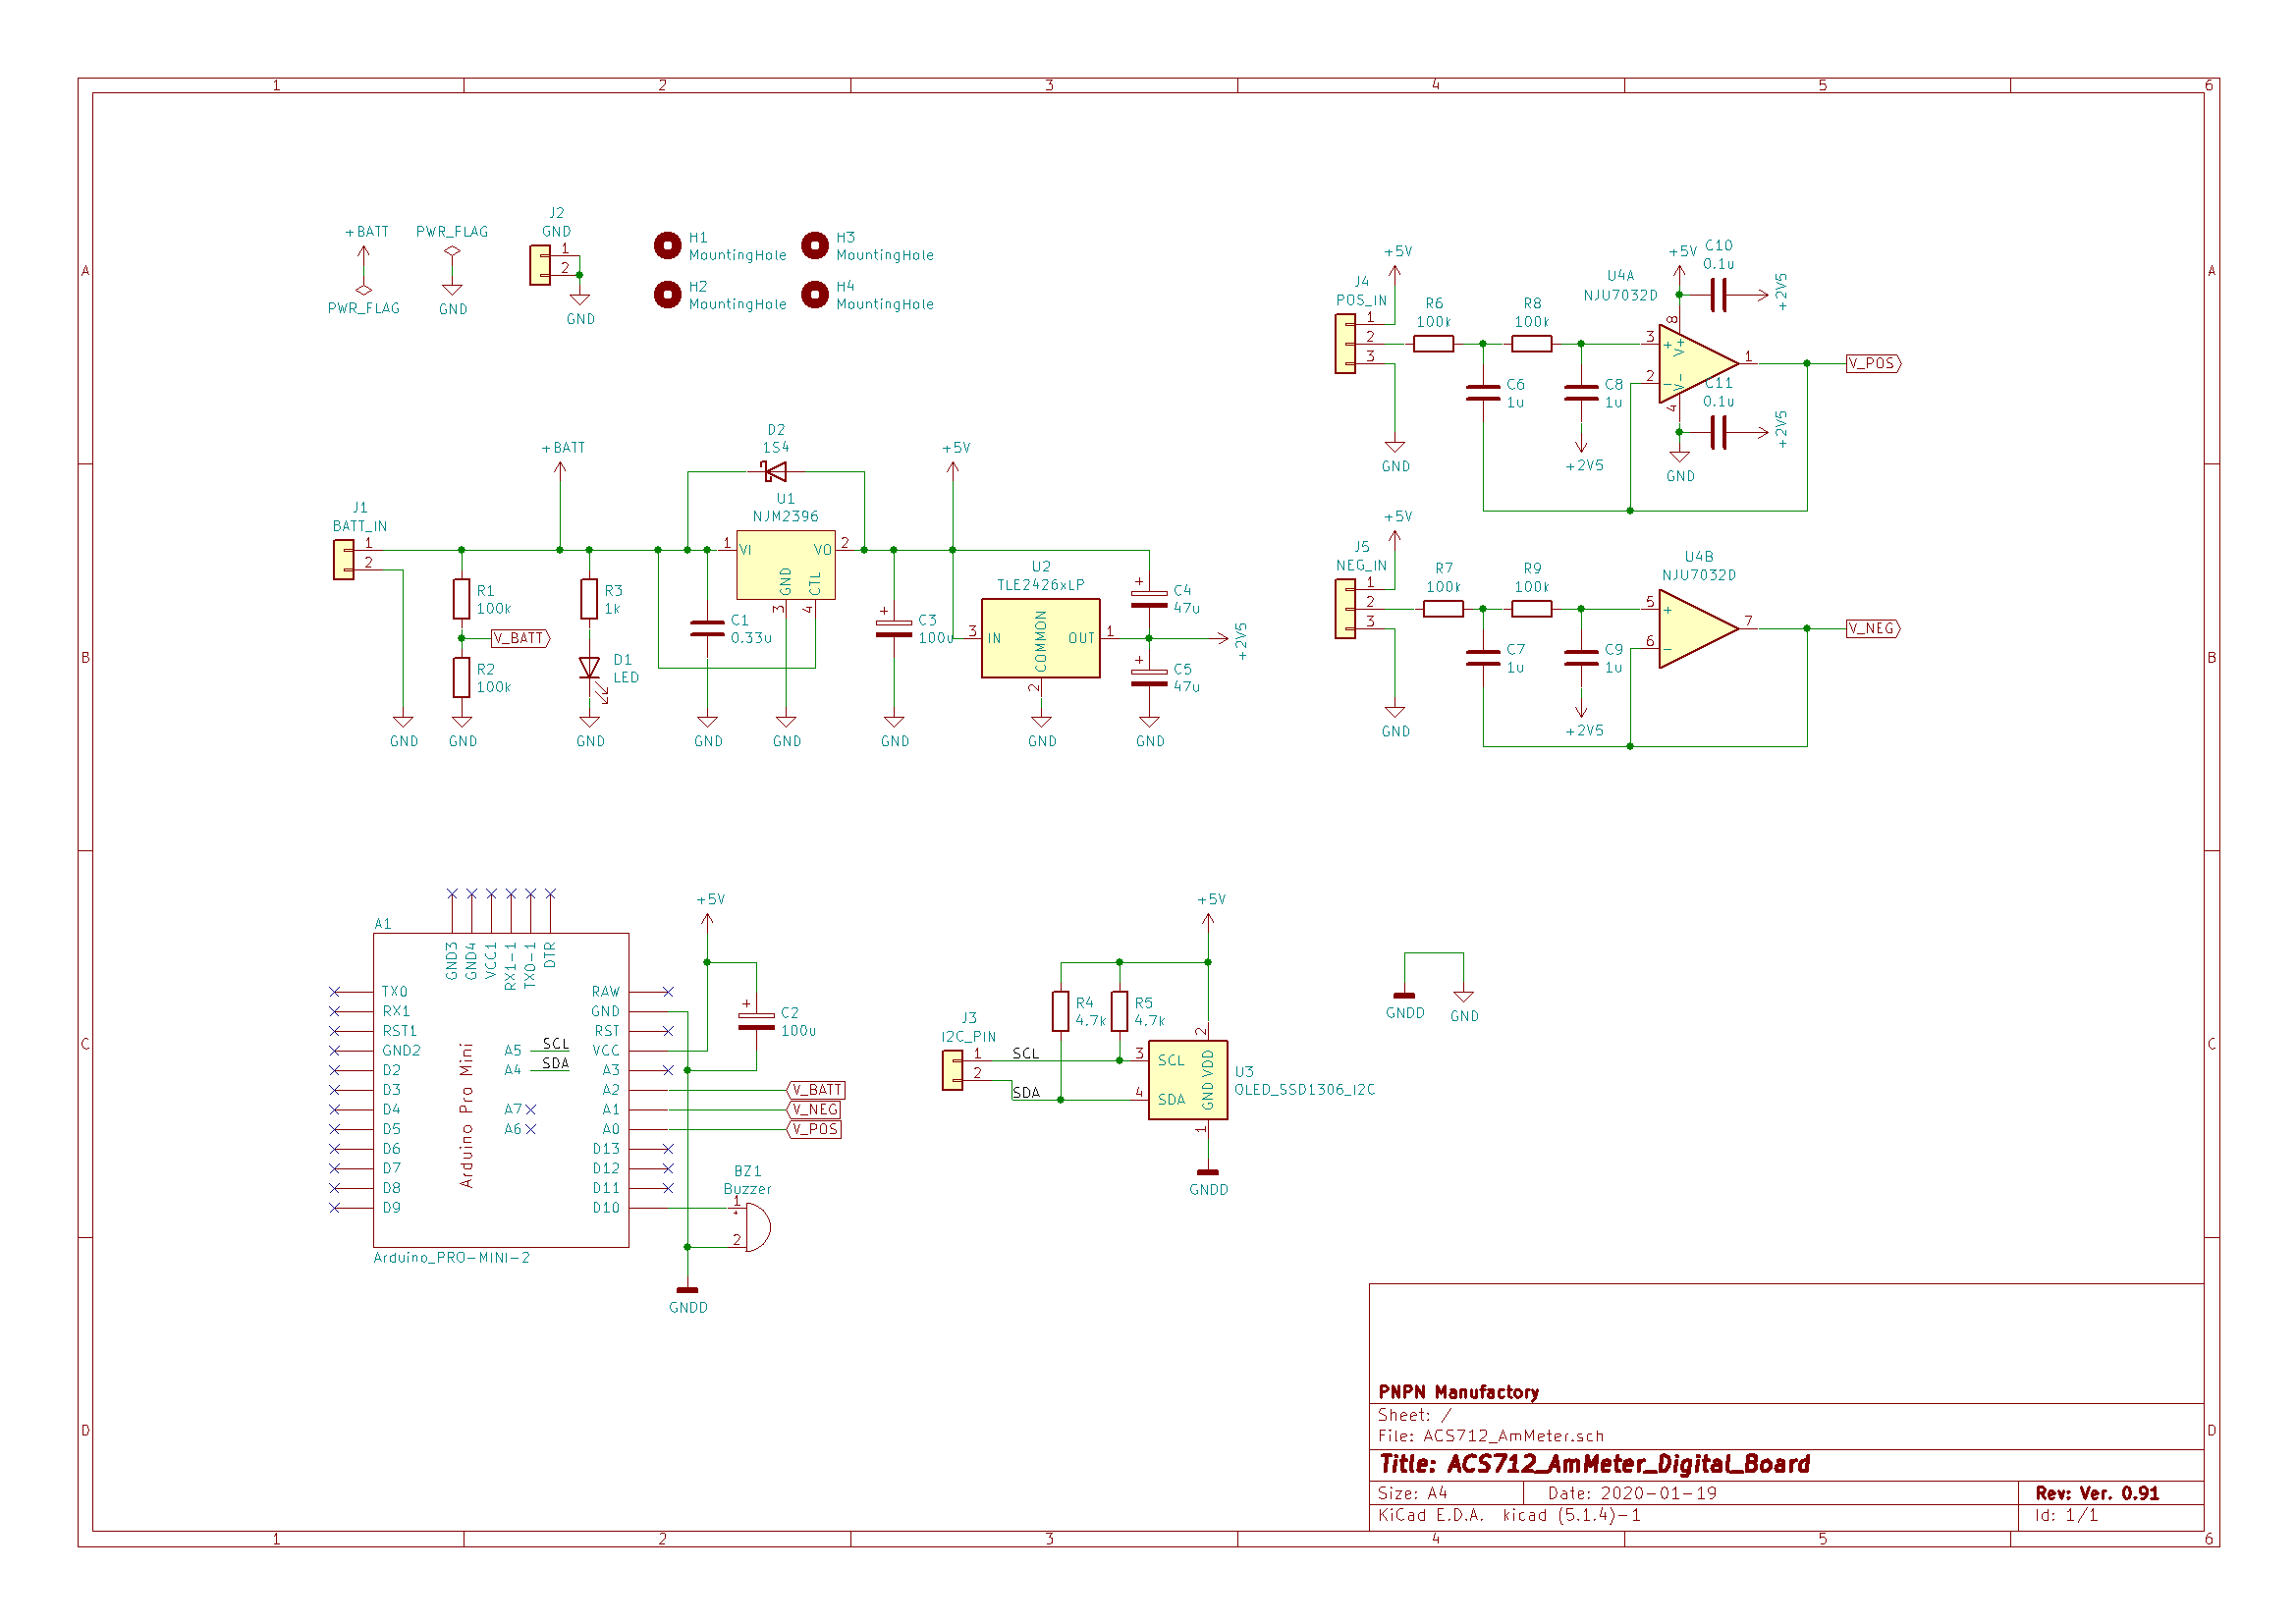 1 2 3 4 5 6
A A
B B
C C
D D
+BATT
PWR_FLAG
PWR_FLAG
GND
J2
GND
1
2
GND
H1
MountingHole
H3
MountingHole
H2
MountingHole
H4
MountingHole
J1
BATT_IN
1
2
GND
+BATT
R1
100k
V_BATT
R2
100k
GND
R3
1k
D1
LED
GND
D2
1S4
U1
NJM2396
1 VI
VO 2
GND
3
CTL
4
C1
0.33u
GND
GND
C3
100u
+
GND
+5V
U2
TLE2426xLP
3 IN
COMMON
OUT 1
2
GND
+
C4
47u
+
C5
47u
GND
+2V5
J4
POS_IN
1
2
3
+5V
GND
R6
100k
R8
100k
C6
1u
C8
1u
+2V5
U4A
NJU7032D
+5V
C10
0.1u
+2V5
8
3
+
V+
2
−
V-
4
1
C11
0.1u
+2V5
GND
V_POS
J5
NEG_IN
1
2
3
+5V
GND
R7
100k
R9
100k
C7
1u
C9
1u
+2V5
U4B
NJU7032D
5
+
6
−
7
V_NEG
A1
GND3
GND4
VCC1
RX1-1
TX0-1
DTR
TX0
RX1
RST1
GND2
D2
D3
D4
D5
D6
D7
D8
D9
Arduino Pro Mini
A5 SCL
A4 SDA
A7
A6
RAW
GND
RST
VCC
A3
A2
A1
A0
D13
D12
D11
D10
Arduino_PRO-MINI-2
+5V
+
C2
100u
V_BATT
V_NEG
V_POS
BZ1
Buzzer
1
+
2
GNDD
J3
I2C_PIN
1
2
SCL
SDA
R4
4.7k
R5
4.7k
+5V
2
3 SCL
4 SDA
GND VDD
1
U3
OLED_SSD1306_I2C
GNDD
GNDD
GND
PNPN Manufactory
Sheet: /
File: ACS712_AmMeter.sch
Title: ACS712_AmMeter_Digital_Board
Size: A4 Date: 2020-01-19 Rev: Ver. 0.91
KiCad E.D.A. kicad (5.1.4)-1 Id: 1/1
1 2 3 4 5 6